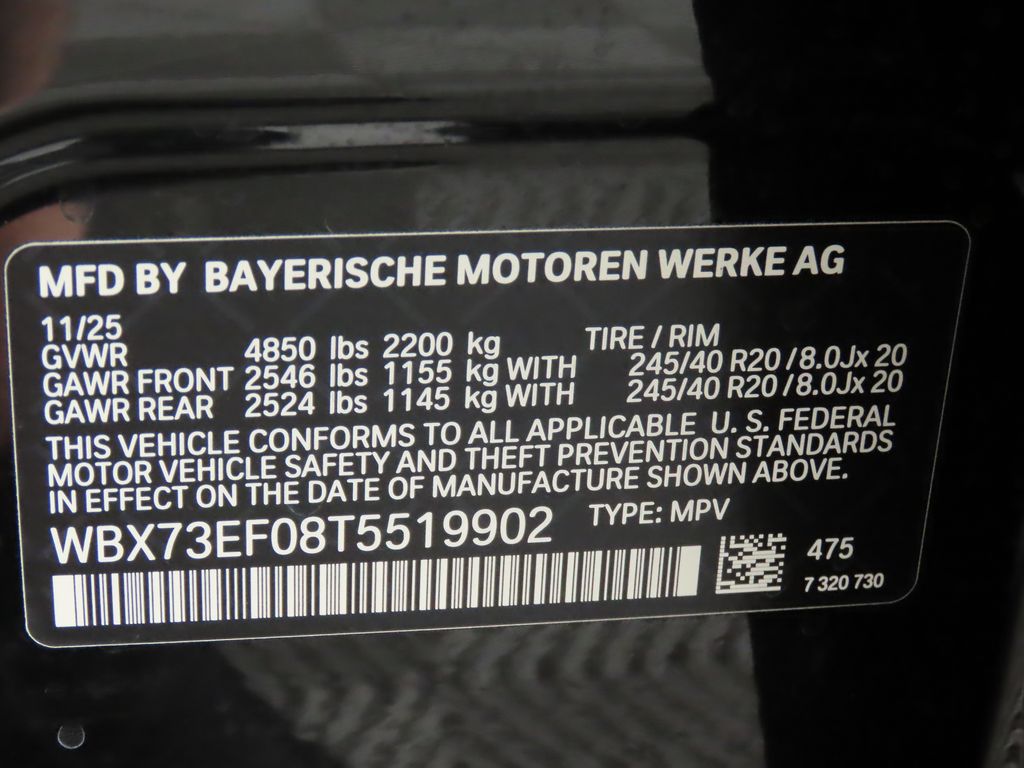 MFD BY BAYERISCHE MOTOREN WERKE AG
11/25 TIRE / RIM
GVWR 4850 lbs 2200 kg
GAWR FRONT 2546 lbs 1155 kg WITH 245/40 R20 / 8.0Jx 20
GAWR REAR 2524 lbs 1145 kg WITH 245/40 R20 / 8.0Jx 20
THIS VEHICLE CONFORMS TO ALL APPLICABLE U. S. FEDERAL
MOTOR VEHICLE SAFETY AND THEFT PREVENTION STANDARDS
IN EFFECT ON THE DATE OF MANUFACTURE SHOWN ABOVE.
WBX73EF08T5519902 TYPE: MPV
475
7 320 730